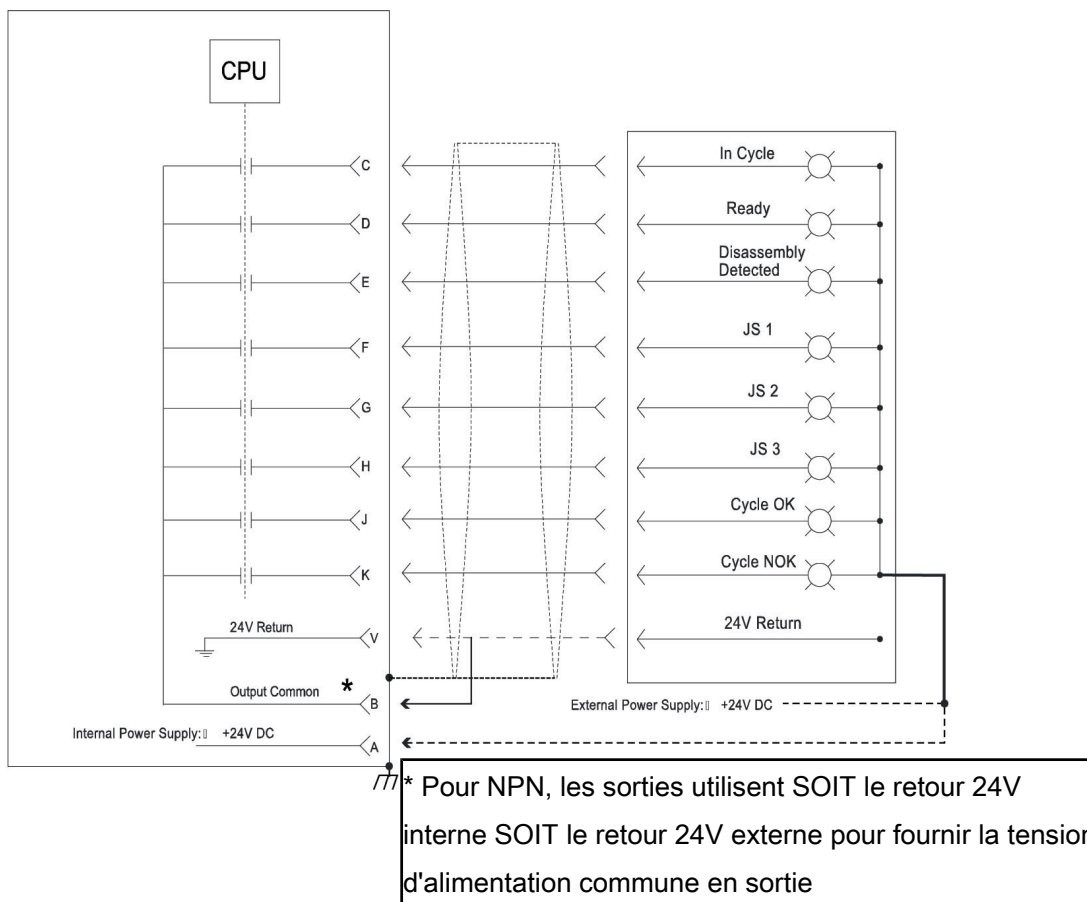 CPU
C
In Cycle
D
Ready
E
Disassembly
Detected
F
JS 1
G
JS 2
H
JS 3
J
Cycle OK
K
Cycle NOK
24V Return
V
24V Return
Output Common
*
B
External Power Supply:▯ +24V DC
Internal Power Supply:▯ +24V DC
A
* Pour NPN, les sorties utilisent SOIT le retour 24V
interne SOIT le retour 24V externe pour fournir la tension
d'alimentation commune en sortie